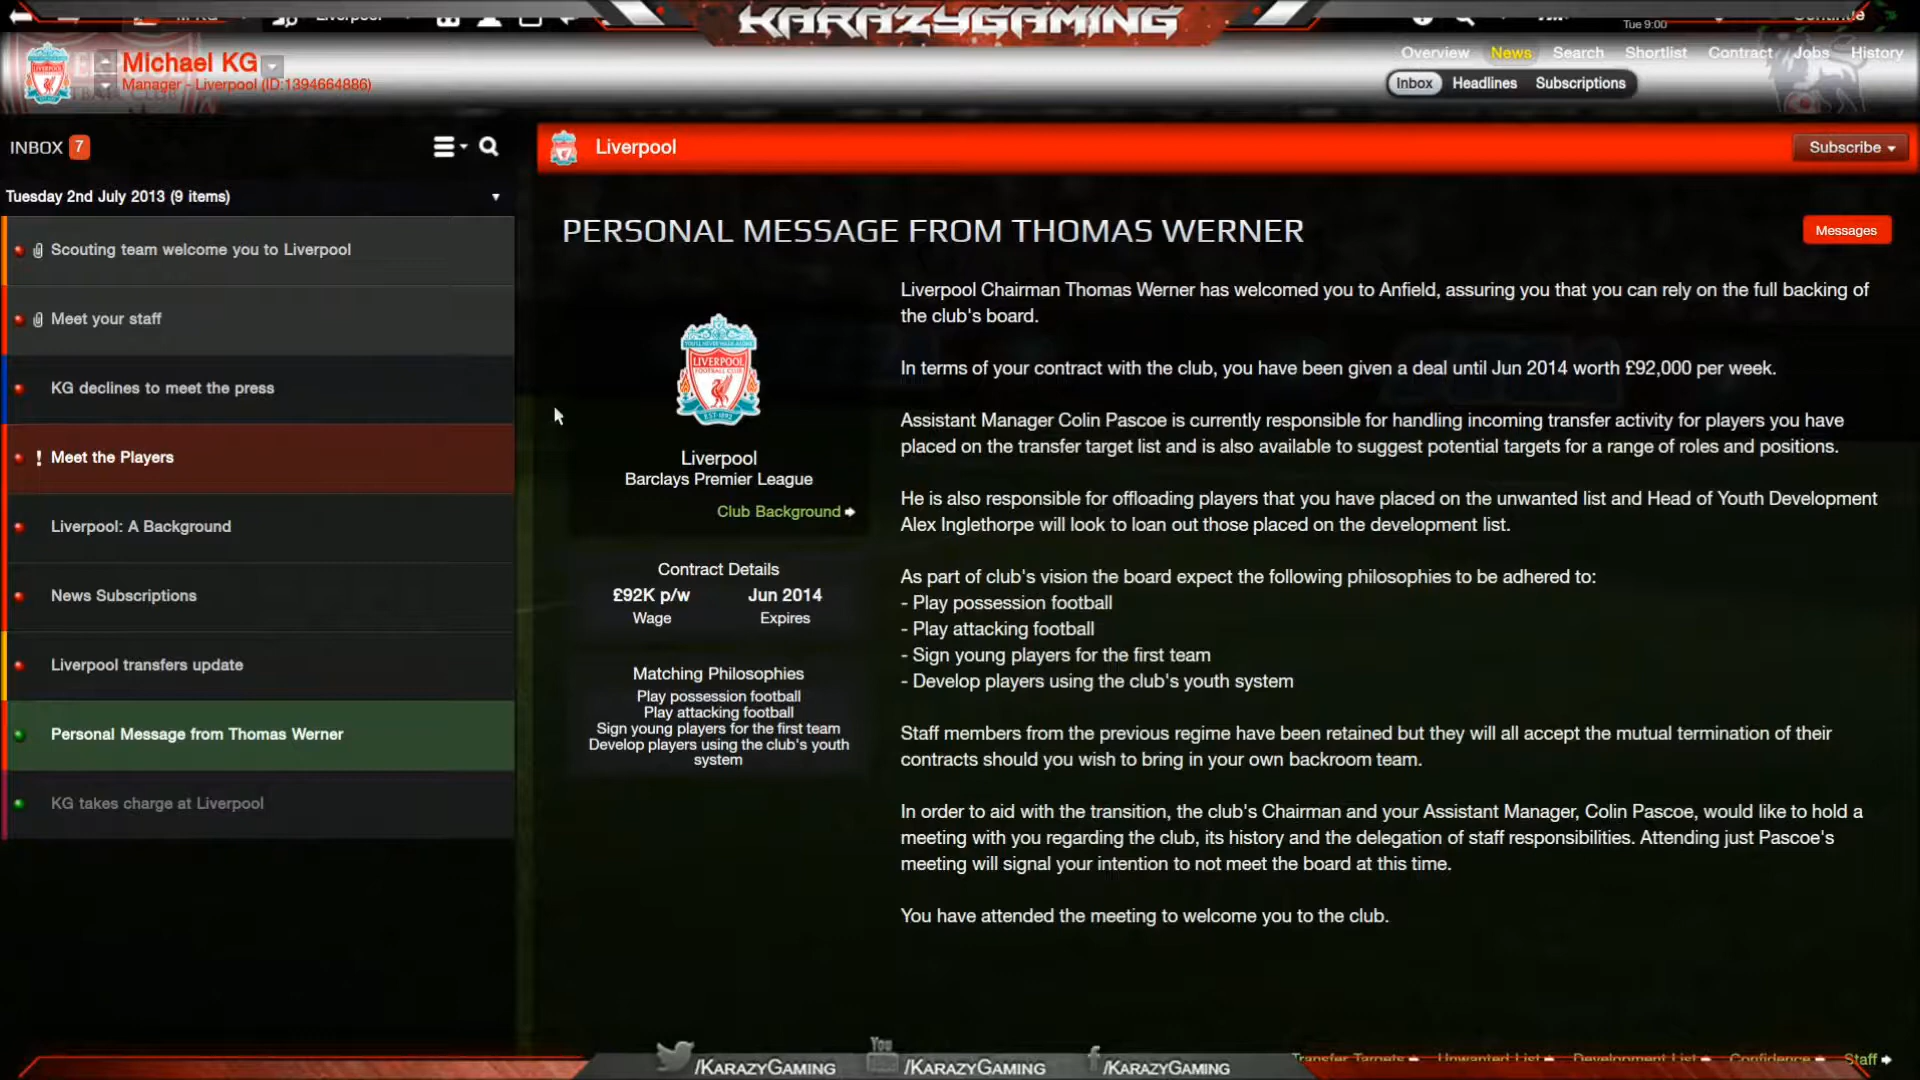 KARAZYGAMING
Liverpool
Tue 9:00
Continue
Michael KG
Manager - Liverpool (ID:1394664886)
Overview News Search Shortlist Contract Jobs History
Inbox Headlines Subscriptions
INBOX 7
Liverpool
Subscribe
Tuesday 2nd July 2013 (9 items)
Scouting team welcome you to Liverpool
Meet your staff
KG declines to meet the press
! Meet the Players
Liverpool: A Background
News Subscriptions
Liverpool transfers update
Personal Message from Thomas Werner
KG takes charge at Liverpool
PERSONAL MESSAGE FROM THOMAS WERNER
Messages
LIVERPOOL
FOOTBALL CLUB
EST·1892
Liverpool
Barclays Premier League
Club Background
Contract Details
£92K p/w Jun 2014
Wage Expires
Matching Philosophies
Play possession football
Play attacking football
Sign young players for the first team
Develop players using the club's youth
system
Liverpool Chairman Thomas Werner has welcomed you to Anfield, assuring you that you can rely on the full backing of
the club's board.
In terms of your contract with the club, you have been given a deal until Jun 2014 worth £92,000 per week.
Assistant Manager Colin Pascoe is currently responsible for handling incoming transfer activity for players you have
placed on the transfer target list and is also available to suggest potential targets for a range of roles and positions.
He is also responsible for offloading players that you have placed on the unwanted list and Head of Youth Development
Alex Inglethorpe will look to loan out those placed on the development list.
As part of club's vision the board expect the following philosophies to be adhered to:
- Play possession football
- Play attacking football
- Sign young players for the first team
- Develop players using the club's youth system
Staff members from the previous regime have been retained but they will all accept the mutual termination of their
contracts should you wish to bring in your own backroom team.
In order to aid with the transition, the club's Chairman and your Assistant Manager, Colin Pascoe, would like to hold a
meeting with you regarding the club, its history and the delegation of staff responsibilities. Attending just Pascoe's
meeting will signal your intention to not meet the board at this time.
You have attended the meeting to welcome you to the club.
/KARAZYGAMING
You
/KARAZYGAMING
/KARAZYGAMING
Transfer Targets Unwanted List Development List Confidence Staff